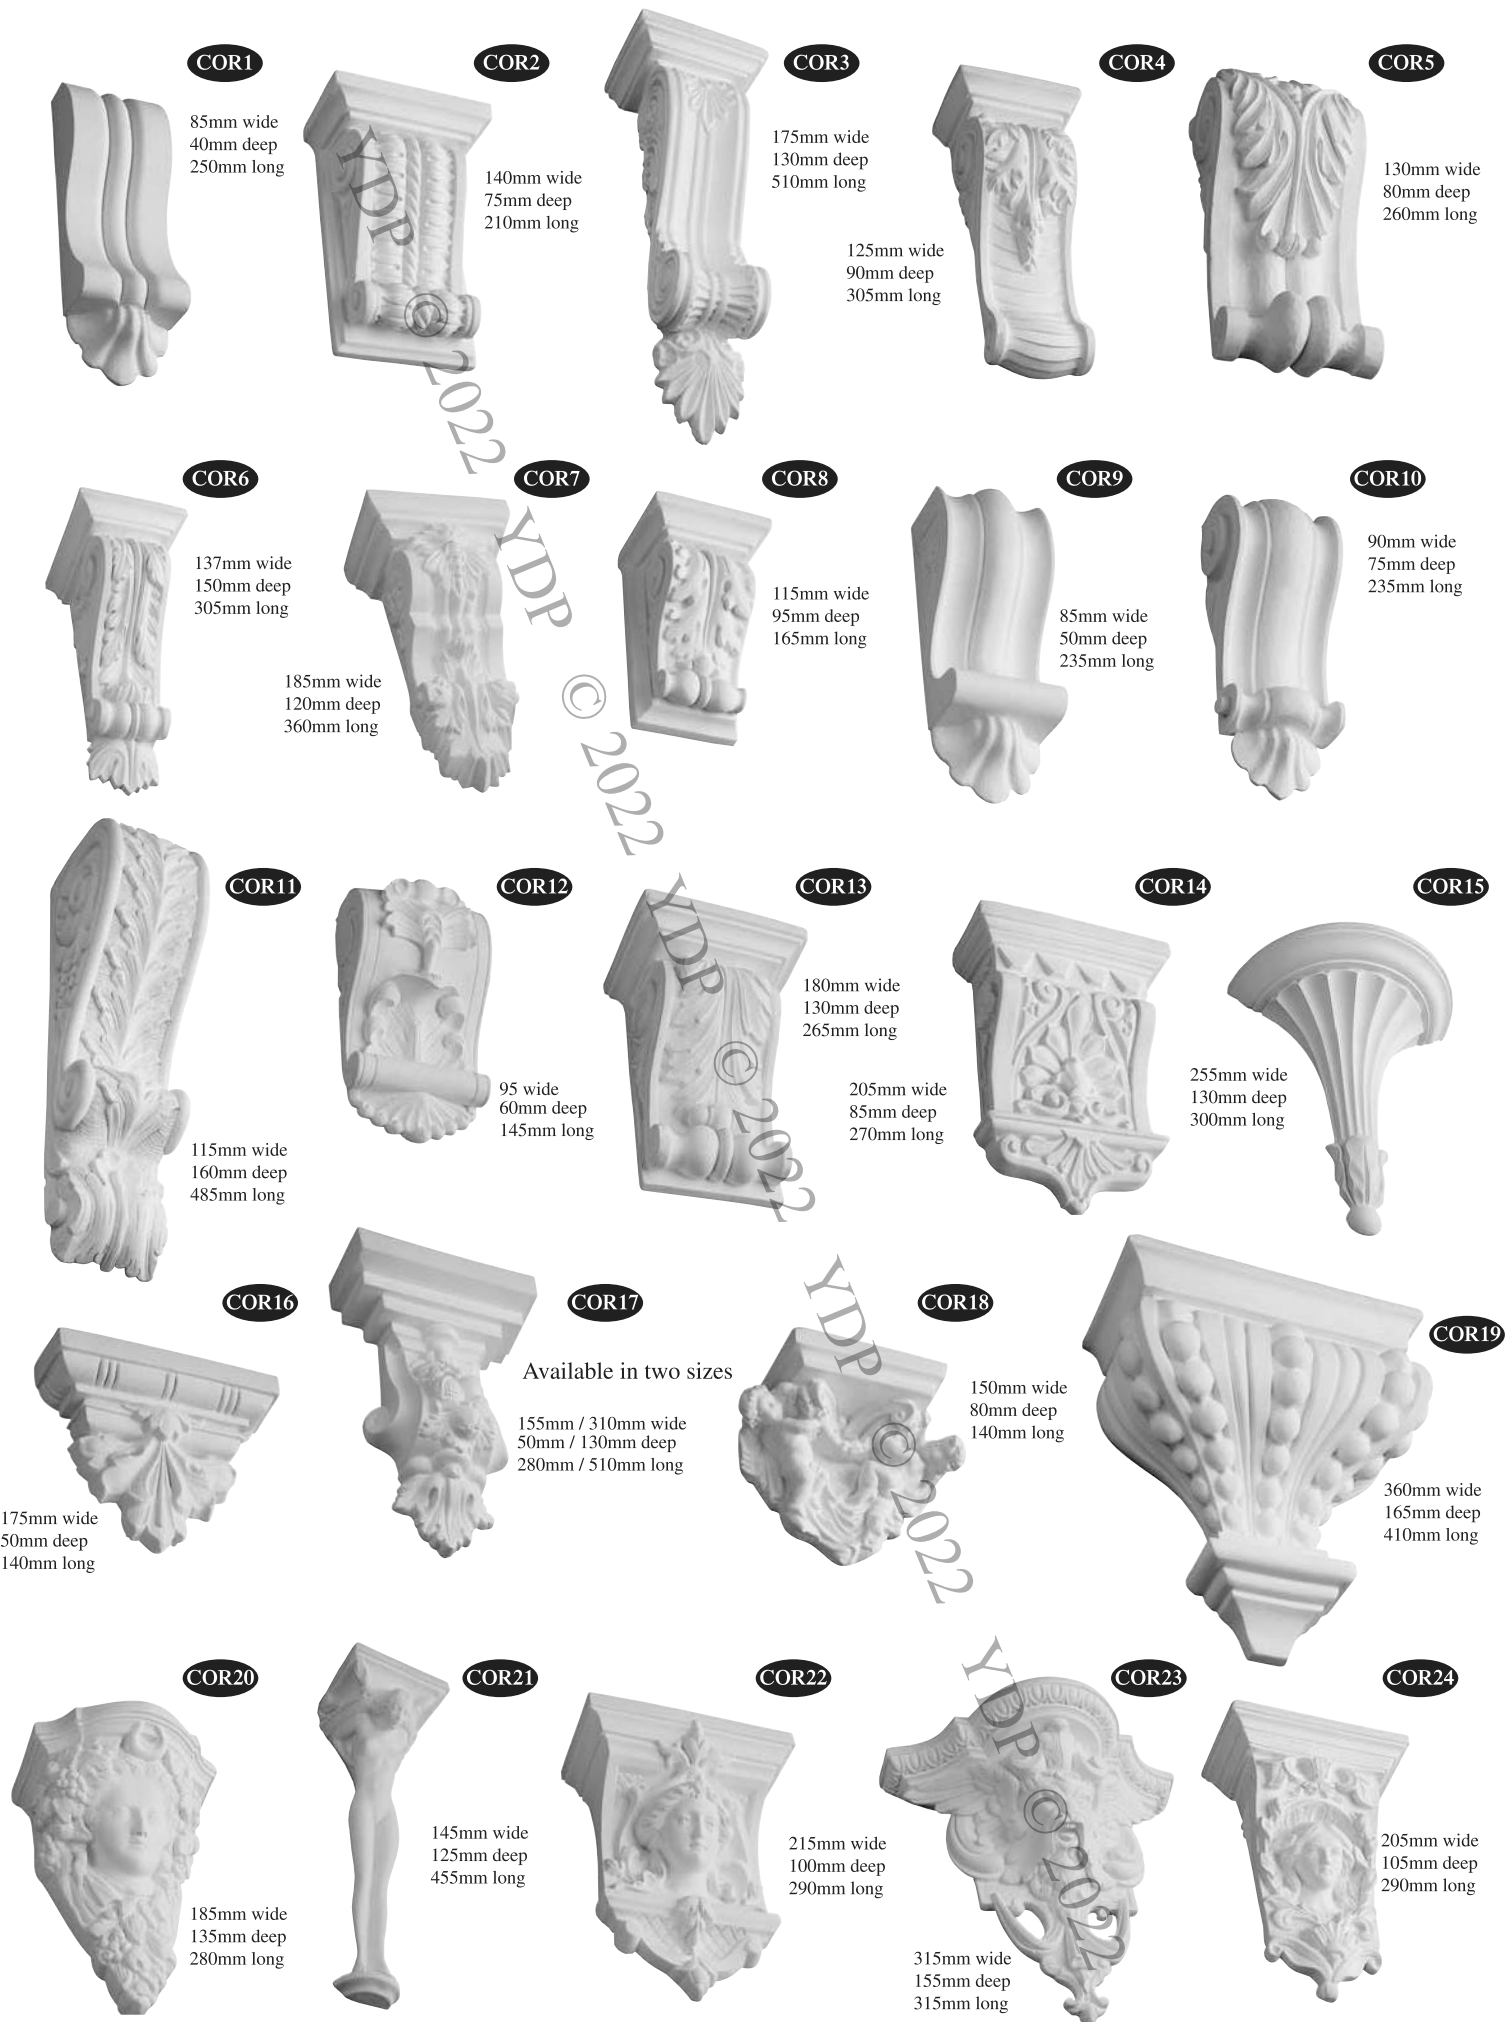 COR1
85mm wide
40mm deep
250mm long
COR2
140mm wide
75mm deep
210mm long
COR3
175mm wide
130mm deep
510mm long
COR4
125mm wide
90mm deep
305mm long
COR5
130mm wide
80mm deep
260mm long
COR6
137mm wide
150mm deep
305mm long
COR7
185mm wide
120mm deep
360mm long
COR8
115mm wide
95mm deep
165mm long
COR9
85mm wide
50mm deep
235mm long
COR10
90mm wide
75mm deep
235mm long
COR11
115mm wide
160mm deep
485mm long
COR12
95 wide
60mm deep
145mm long
COR13
180mm wide
130mm deep
265mm long
COR14
205mm wide
85mm deep
270mm long
COR15
255mm wide
130mm deep
300mm long
COR16
175mm wide
50mm deep
140mm long
COR17
Available in two sizes
155mm / 310mm wide
50mm / 130mm deep
280mm / 510mm long
COR18
150mm wide
80mm deep
140mm long
COR19
360mm wide
165mm deep
410mm long
COR20
185mm wide
135mm deep
280mm long
COR21
145mm wide
125mm deep
455mm long
COR22
215mm wide
100mm deep
290mm long
COR23
315mm wide
155mm deep
315mm long
COR24
205mm wide
105mm deep
290mm long
YDP © 2022 YDP © 2022 YDP © 2022 YDP © 2022 YDP © 2022